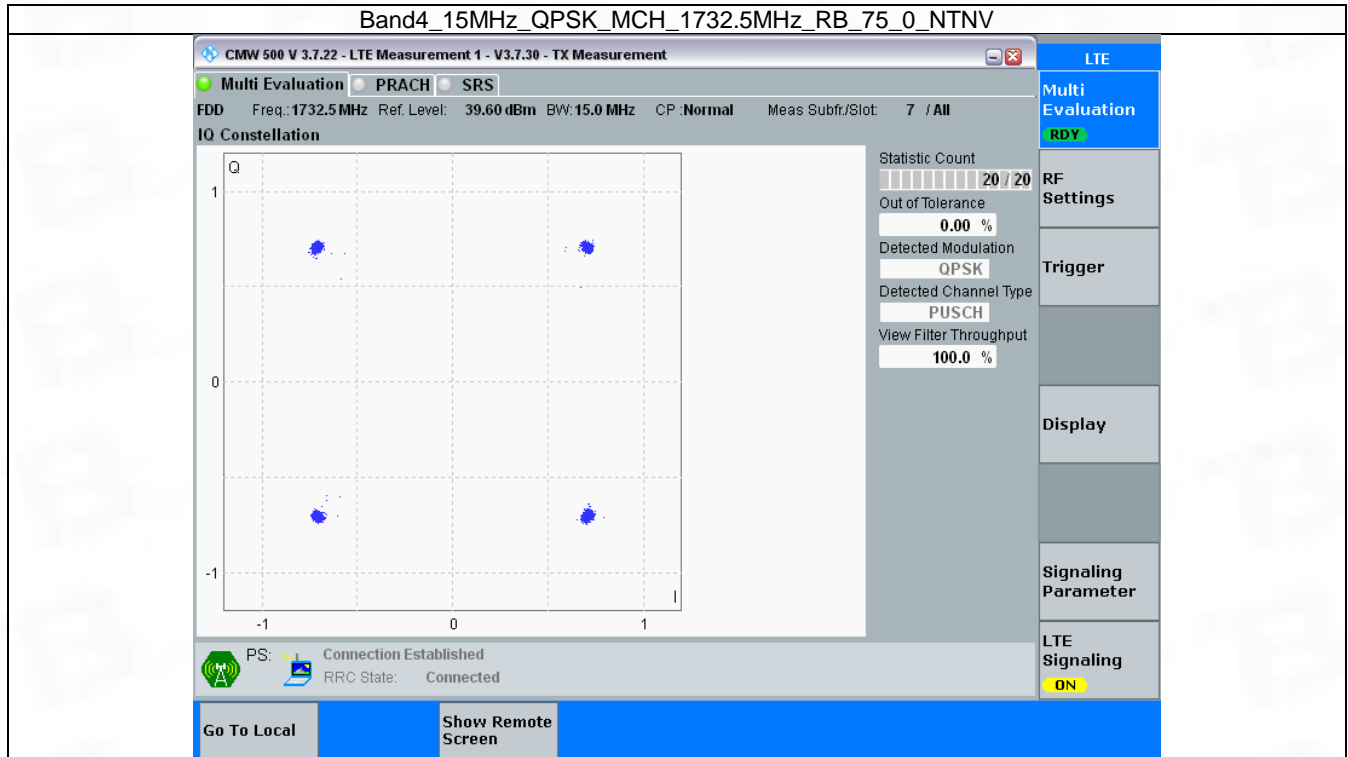 Band4_15MHz_QPSK_MCH_1732.5MHz_RB_75_0_NTNV
CMW 500 V 3.7.22 - LTE Measurement 1 - V3.7.30 - TX Measurement
LTE
Multi Evaluation PRACH SRS
FDD Freq.:1732.5 MHz Ref. Level: 39.60 dBm BW:15.0 MHz CP :Normal Meas Subfr./Slot: 7 / All
IQ Constellation
Q
1
0
-1
-1 0 1
I
Statistic Count
20 / 20
Out of Tolerance
0.00 %
Detected Modulation
QPSK
Detected Channel Type
PUSCH
View Filter Throughput
100.0 %
Multi
Evaluation
RDY
RF
Settings
Trigger
Display
Signaling
Parameter
LTE
Signaling
ON
PS: Connection Established
RRC State: Connected
Go To Local
Show Remote
Screen